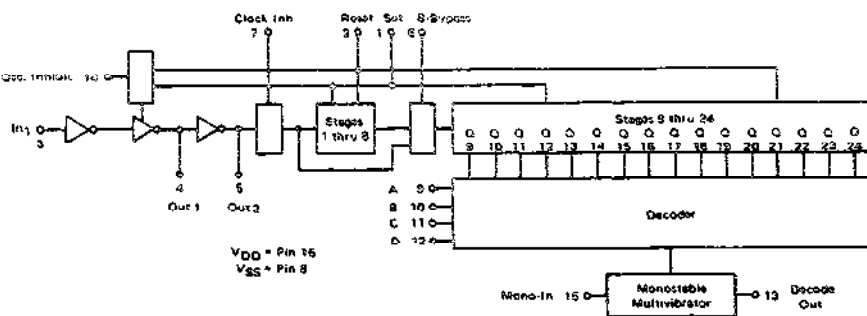 Clock Inh Reset Set 8-Bypass
7 2 1 6
Osc. Inhibit 14
In1 3
Stages
1 thru 8
Stages 9 thru 24
Q Q Q Q Q Q Q Q Q Q Q Q Q Q Q Q
9 10 11 12 13 14 15 16 17 18 19 20 21 22 23 24
4 5
Out 1 Out 2
A 9
B 10
C 11
D 12
Decoder
VDD = Pin 16
VSS = Pin 8
Mono-In 15
Monostable
Multivibrator
13 Decode
Out